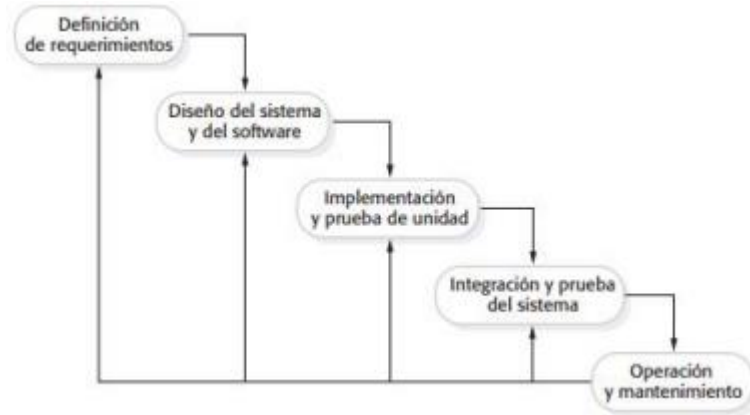 Definición
de requerimientos
Diseño del sistema
y del software
Implementación
y prueba de unidad
Integración y prueba
del sistema
Operación
y mantenimiento